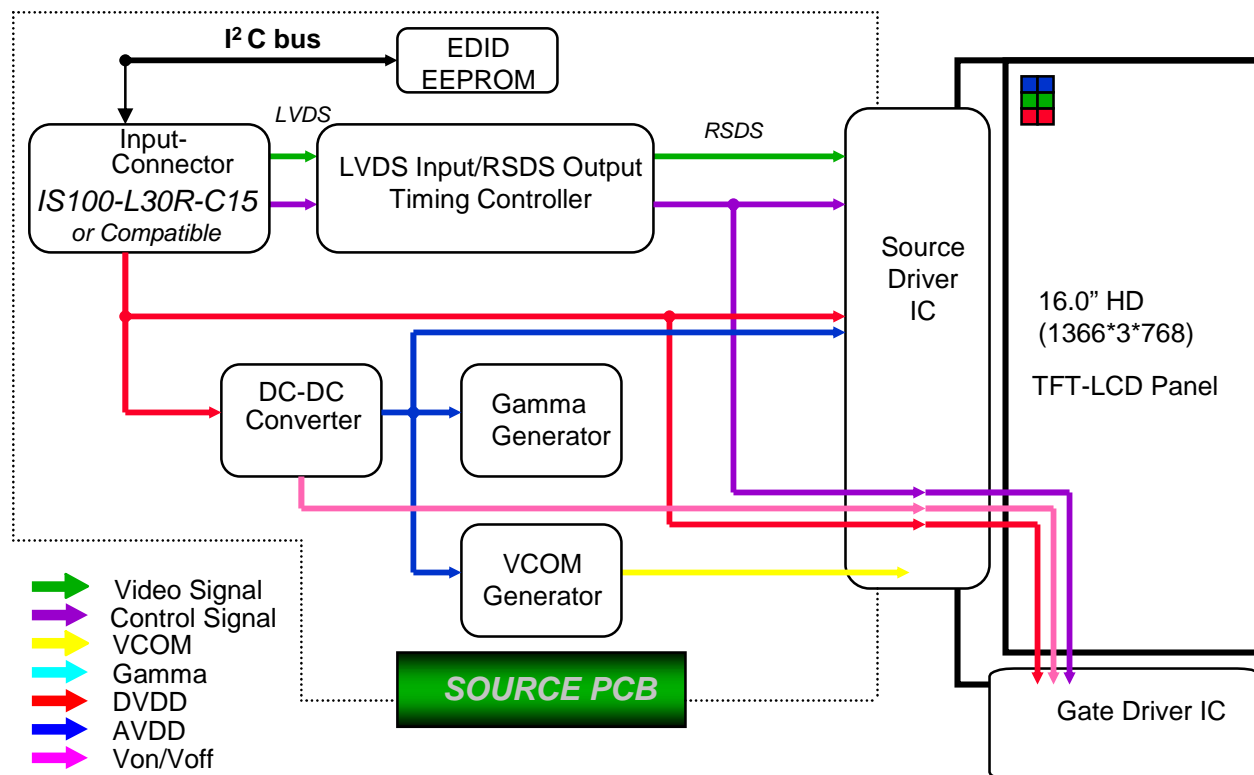 I² C bus
EDID
EEPROM
Input-
Connector
IS100-L30R-C15
or Compatible
LVDS
LVDS Input/RSDS Output
Timing Controller
RSDS
Source
Driver
IC
16.0” HD
(1366*3*768)
TFT-LCD Panel
DC-DC
Converter
Gamma
Generator
VCOM
Generator
Video Signal
Control Signal
VCOM
Gamma
DVDD
AVDD
Von/Voff
SOURCE PCB
Gate Driver IC